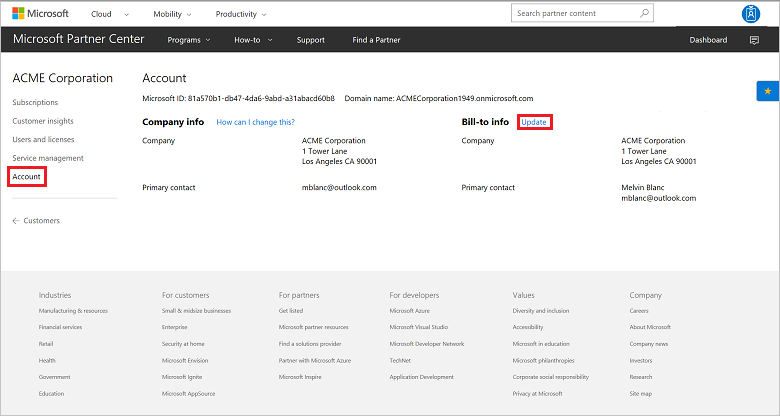 Microsoft Cloud Mobility Productivity Search partner content
Microsoft Partner Center Programs How-to Support Find a Partner Dashboard
ACME Corporation
Subscriptions
Customer insights
Users and licenses
Service management
Account
Customers
Account
Microsoft ID: 81a570b1-db47-4da6-9abd-a31abacd60b8 Domain name: ACMECorporation1949.onmicrosoft.com
Company info How can I change this?
Company ACME Corporation
1 Tower Lane
Los Angeles CA 90001
Primary contact mblanc@outlook.com
Bill-to info Update
Company ACME Corporation
1 Tower Lane
Los Angeles CA 90001
Primary contact Melvin Blanc
mblanc@outlook.com
Industries
Manufacturing & resources
Financial services
Retail
Health
Government
Education
For customers
Small & midsize businesses
Enterprise
Security at home
Microsoft Envision
Microsoft Ignite
Microsoft AppSource
For partners
Get listed
Microsoft partner resources
Find a solutions provider
Partner with Microsoft Azure
Microsoft Inspire
For developers
Microsoft Azure
Microsoft Visual Studio
Microsoft Developer Network
TechNet
Application Development
Values
Diversity and inclusion
Accessibility
Microsoft in education
Microsoft philanthropies
Corporate social responsibility
Privacy at Microsoft
Company
Careers
About Microsoft
Company news
Investors
Research
Site map